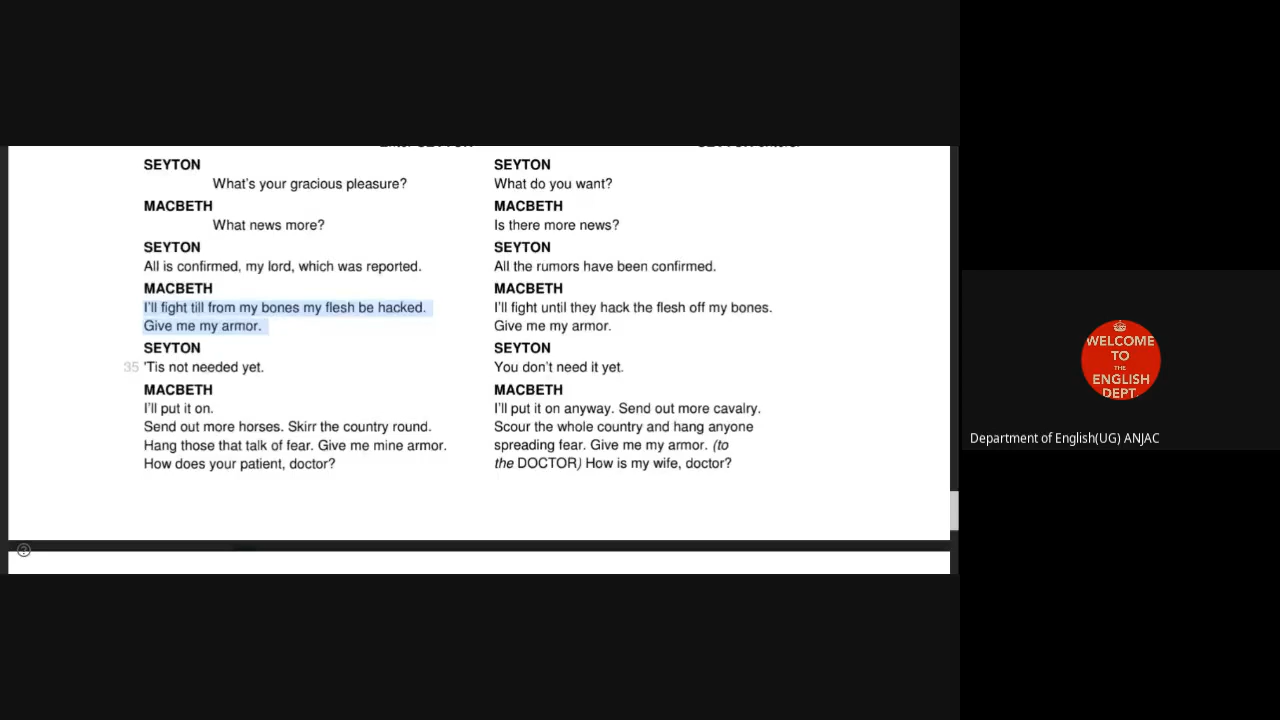 SEYTON
What's your gracious pleasure?
MACBETH
What news more?
SEYTON
All is confirmed, my lord, which was reported.
MACBETH
I'll fight till from my bones my flesh be hacked.
Give me my armor.
SEYTON
35 'Tis not needed yet.
MACBETH
I'll put it on.
Send out more horses. Skirr the country round.
Hang those that talk of fear. Give me mine armor.
How does your patient, doctor?
SEYTON
What do you want?
MACBETH
Is there more news?
SEYTON
All the rumors have been confirmed.
MACBETH
I'll fight until they hack the flesh off my bones.
Give me my armor.
SEYTON
You don't need it yet.
MACBETH
I'll put it on anyway. Send out more cavalry.
Scour the whole country and hang anyone
spreading fear. Give me my armor. (to
the DOCTOR) How is my wife, doctor?
WELCOME
TO
THE
ENGLISH
DEPT.
Department of English(UG) ANJAC